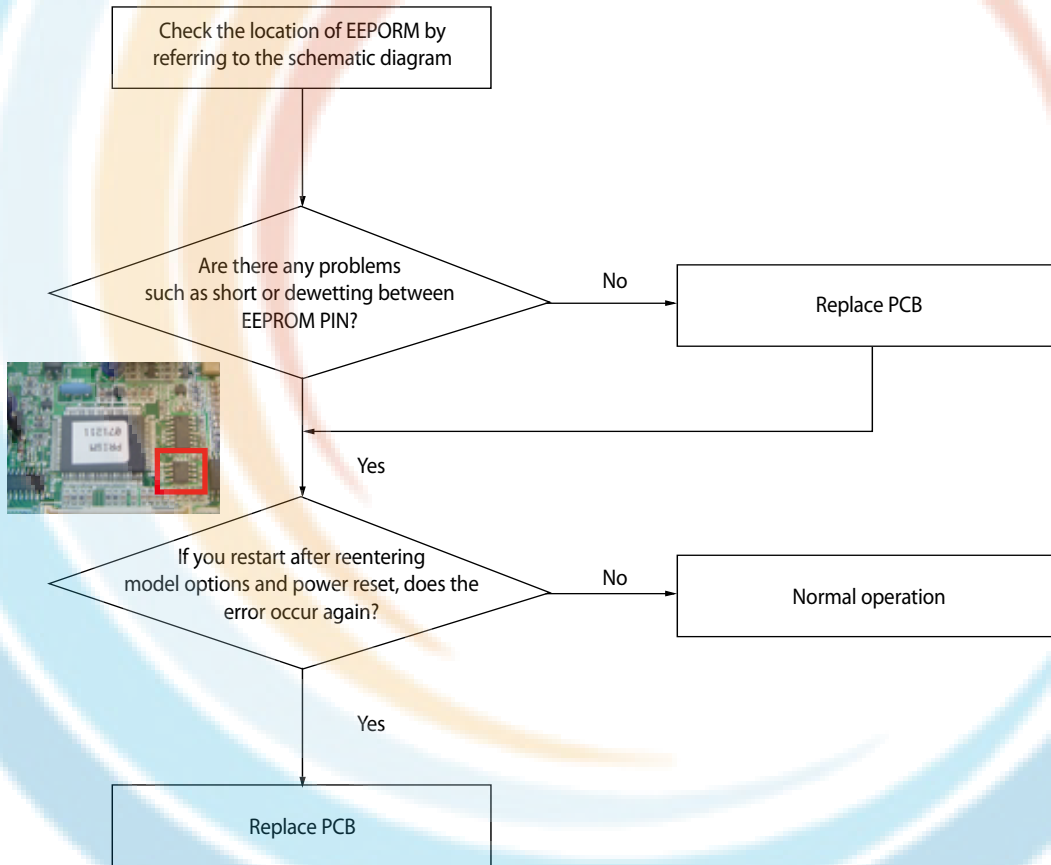 Check the location of EEPORM by
referring to the schematic diagram
Are there any problems
such as short or dewetting between
EEPROM PIN?
No
Replace PCB
Yes
If you restart after reentering
model options and power reset, does the
error occur again?
No
Normal operation
Yes
Replace PCB
PRISM
071211